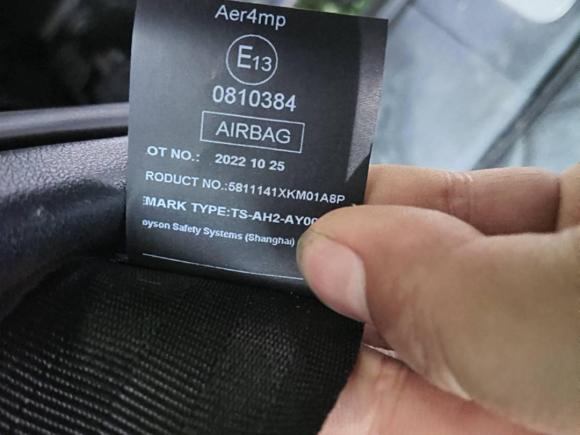 Aer4mp
E13
0810384
AIRBAG
OT NO.: 2022 10 25
RODUCT NO.:5811141XKM01A8P
MARK TYPE:TS-AH2-AY00
oyson Safety Systems (Shanghai)